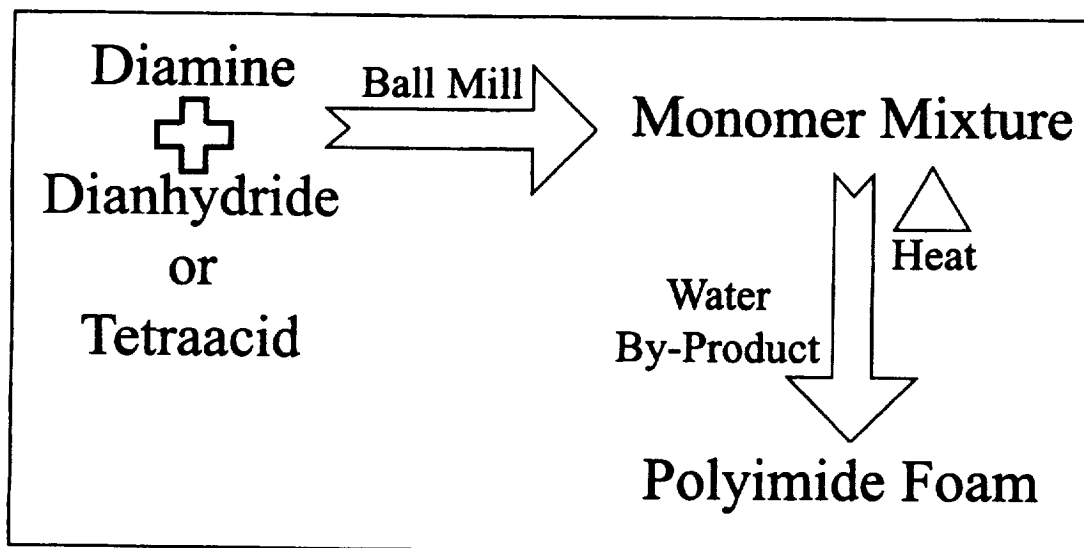 Diamine
Dianhydride
or
Tetraacid
Ball Mill
Monomer Mixture
Heat
Water
By-Product
Polyimide Foam